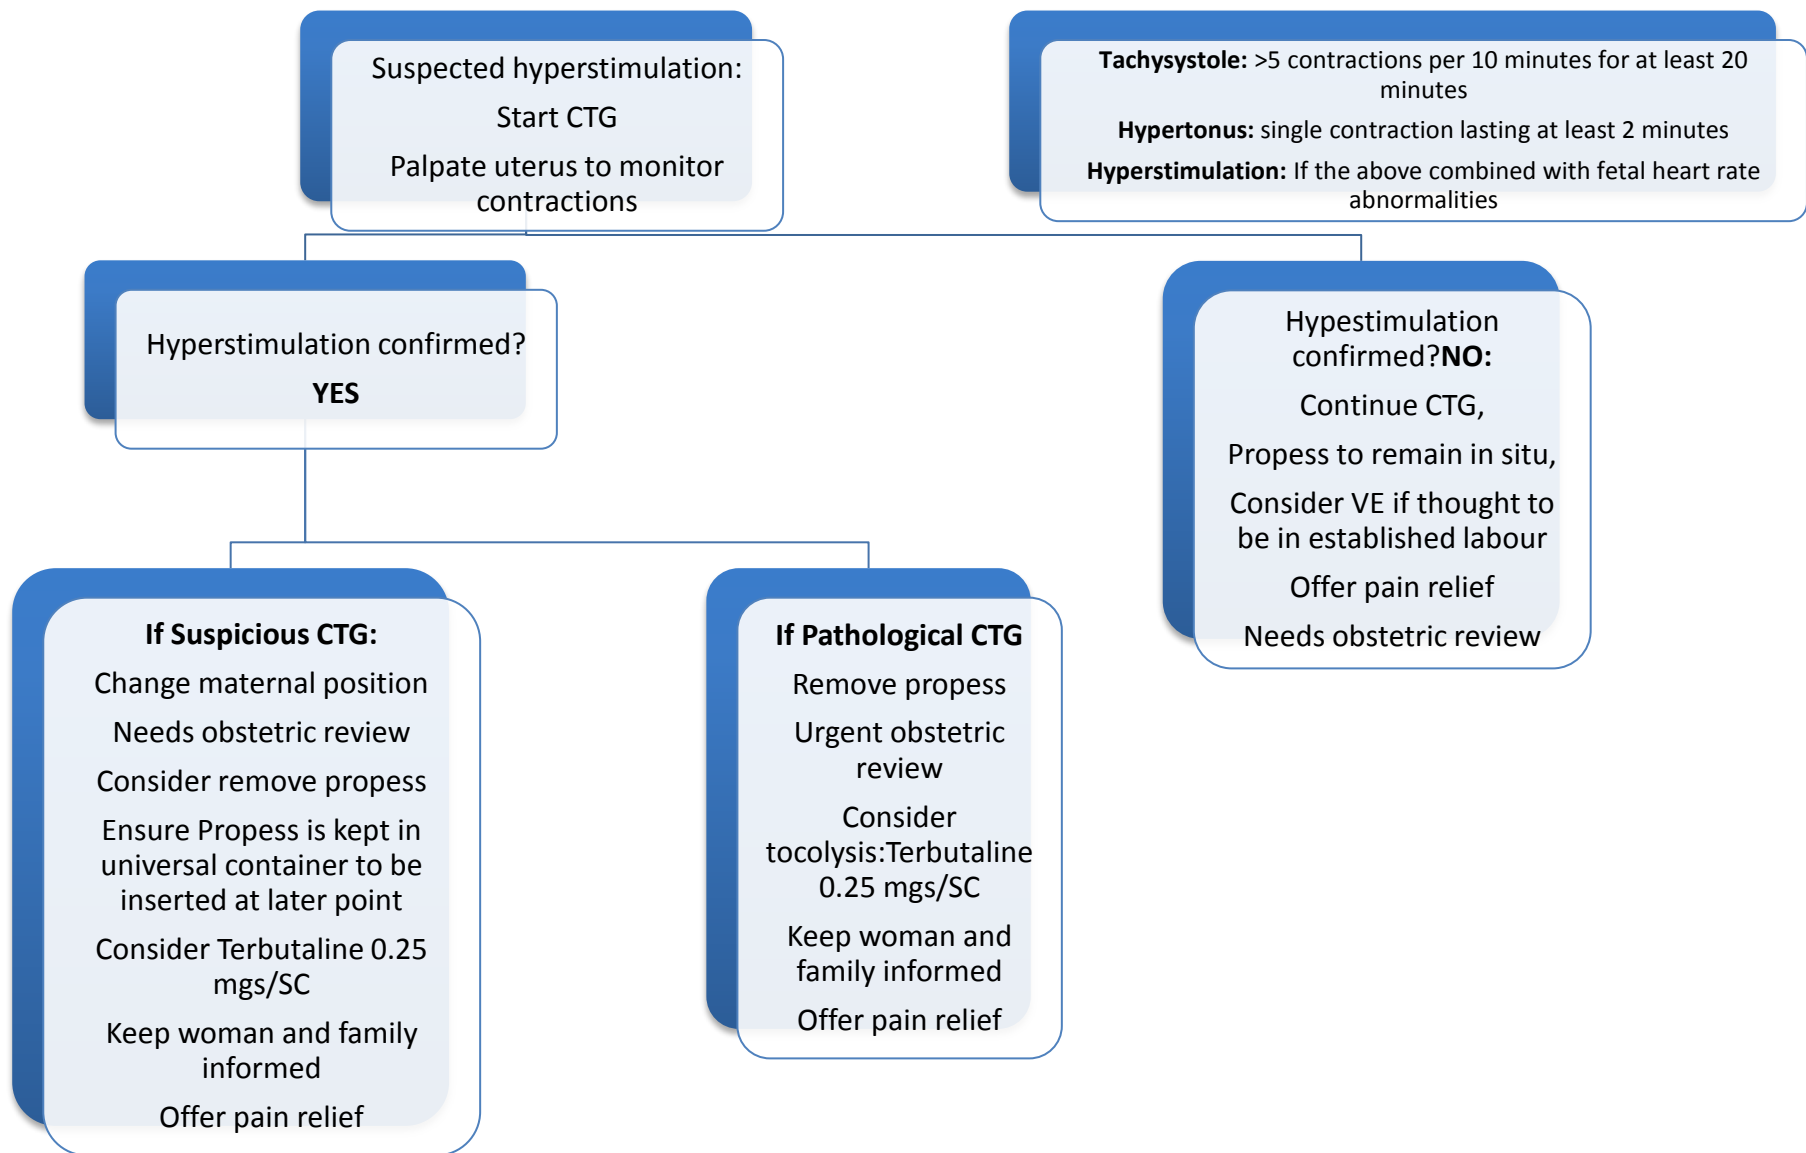 Suspected hyperstimulation:
Start CTG
Palpate uterus to monitor
contractions
Tachysystole: >5 contractions per 10 minutes for at least 20
minutes
Hypertonus: single contraction lasting at least 2 minutes
Hyperstimulation: If the above combined with fetal heart rate
abnormalities
Hyperstimulation confirmed?
YES
Hypestimulation
confirmed?NO:
Continue CTG,
Propess to remain in situ,
Consider VE if thought to
be in established labour
Offer pain relief
Needs obstetric review
If Suspicious CTG:
Change maternal position
Needs obstetric review
Consider remove propess
Ensure Propess is kept in
universal container to be
inserted at later point
Consider Terbutaline 0.25
mgs/SC
Keep woman and family
informed
Offer pain relief
If Pathological CTG
Remove propess
Urgent obstetric
review
Consider
tocolysis:Terbutaline
0.25 mgs/SC
Keep woman and
family informed
Offer pain relief